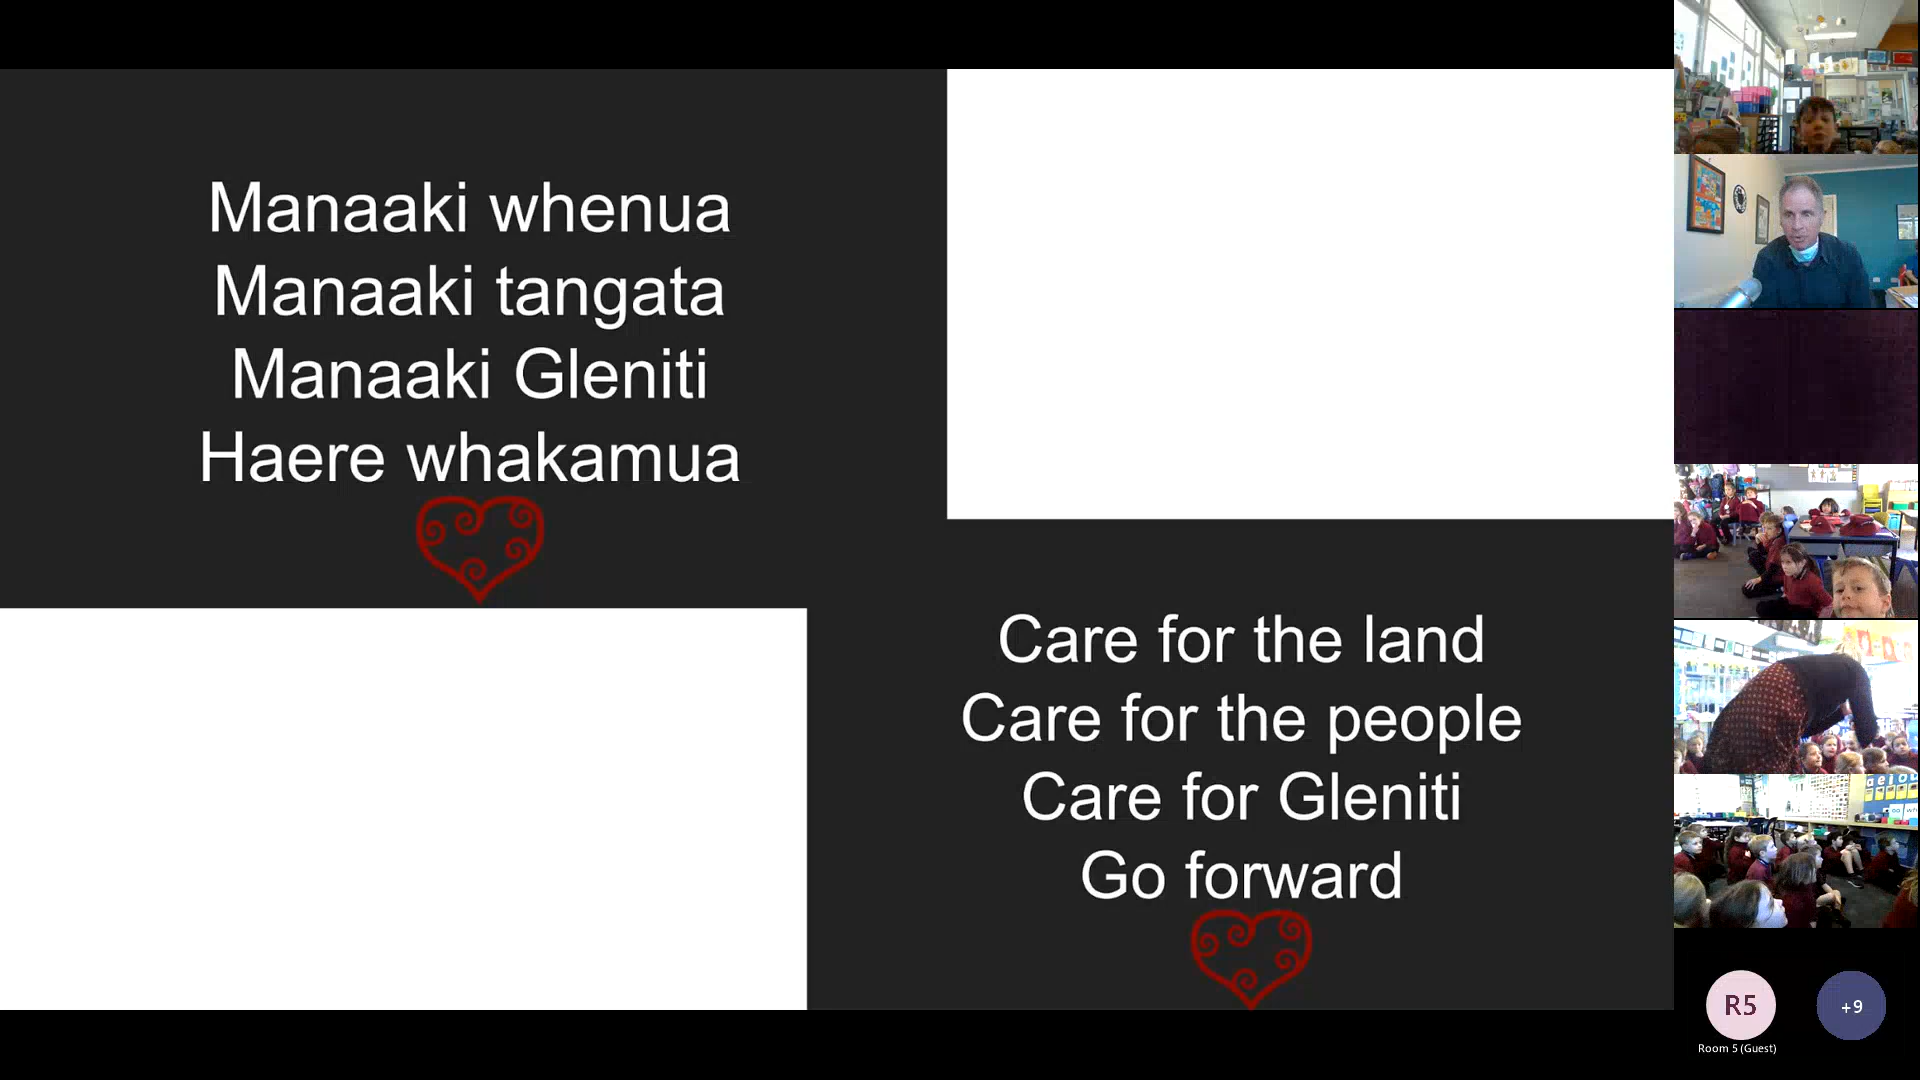 Manaaki whenua
Manaaki tangata
Manaaki Gleniti
Haere whakamua
Care for the land
Care for the people
Care for Gleniti
Go forward
R5
+9
Room 5 (Guest)